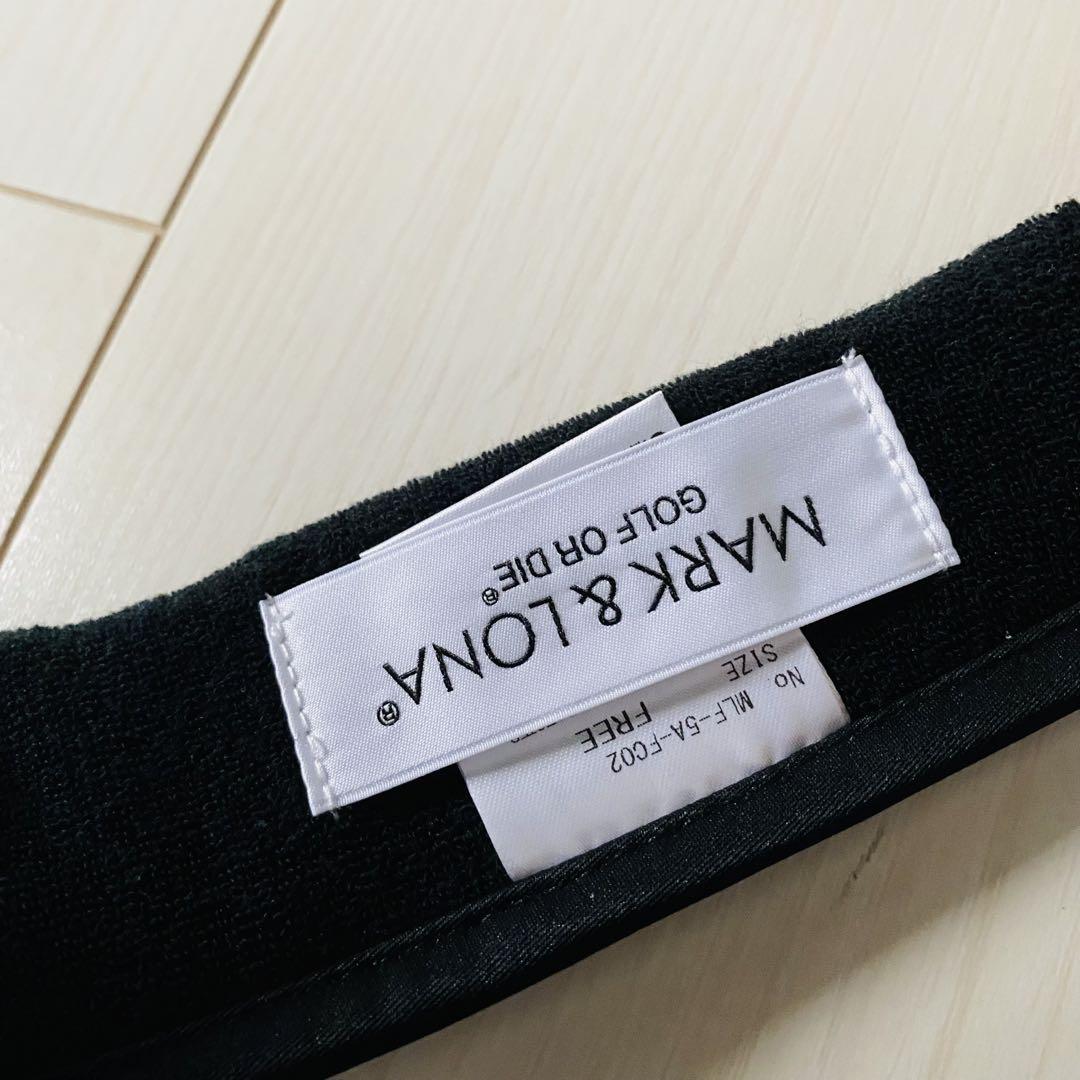 MARK & LONA®
GOLF OR DIE®
No. MLF-5A-FC02
SIZE FREE